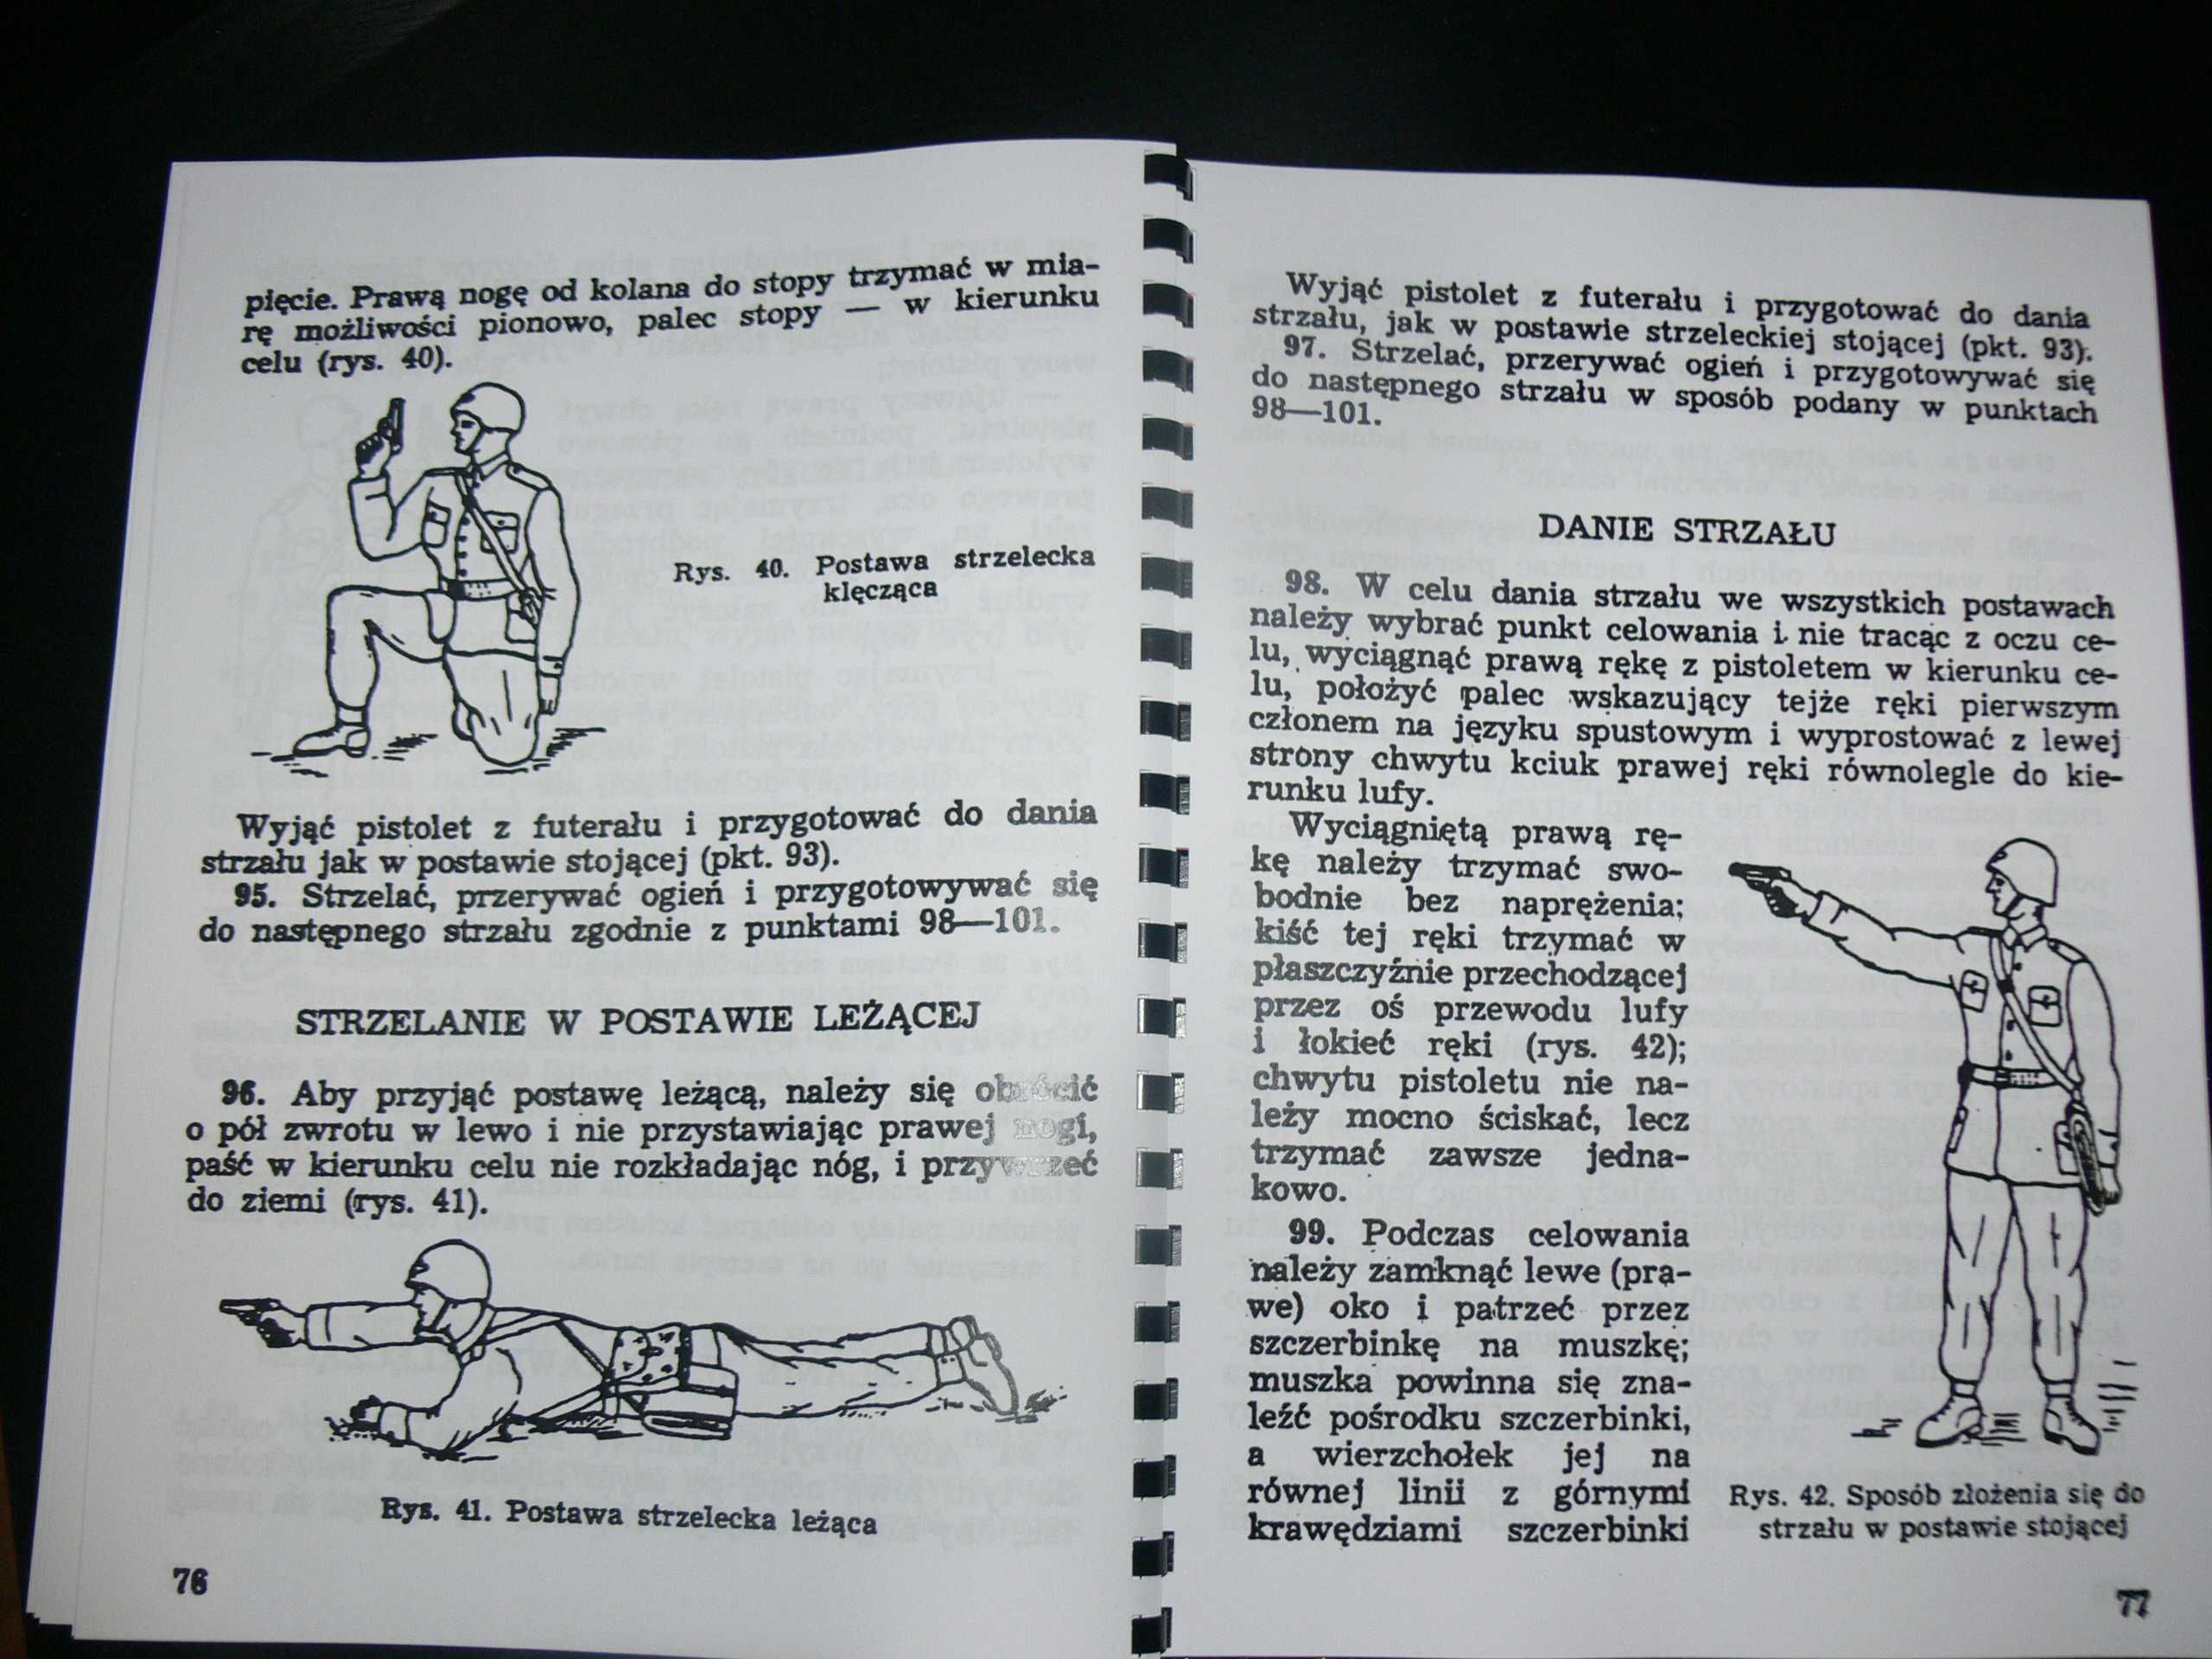 pięcie. Prawą nogę od kolana do stopy trzymać w mia-
rę możliwości pionowo, palec stopy — w kierunku
celu (rys. 40).
Rys. 40. Postawa strzelecka
klęcząca
Wyjąć pistolet z futerału i przygotować do dania
strzału jak w postawie stojącej (pkt. 93).
95. Strzelać, przerywać ogień i przygotowywać się
do następnego strzału zgodnie z punktami 98—101.
STRZELANIE W POSTAWIE LEŻĄCEJ
96. Aby przyjąć postawę leżącą, należy się obrócić
o pół zwrotu w lewo i nie przystawiając prawej nogi,
paść w kierunku celu nie rozkładając nóg, i przywrzeć
do ziemi (rys. 41).
Rys. 41. Postawa strzelecka leżąca
76
Wyjąć pistolet z futerału i przygotować do dania
strzału, jak w postawie strzeleckiej stojącej (pkt. 93).
97. Strzelać, przerywać ogień i przygotowywać się
do następnego strzału w sposób podany w punktach
98—101.
DANIE STRZAŁU
98. W celu dania strzału we wszystkich postawach
należy wybrać punkt celowania i nie tracąc z oczu ce-
lu, wyciągnąć prawą rękę z pistoletem w kierunku ce-
lu, położyć palec wskazujący tejże ręki pierwszym
członem na języku spustowym i wyprostować z lewej
strony chwytu kciuk prawej ręki równolegle do kie-
runku lufy.
Wyciągniętą prawą rę-
kę należy trzymać swo-
bodnie bez naprężenia;
kiść tej ręki trzymać w
płaszczyźnie przechodzącej
przez oś przewodu lufy
i łokieć ręki (rys. 42);
chwytu pistoletu nie na-
leży mocno ściskać, lecz
trzymać zawsze jedna-
kowo.
99. Podczas celowania
należy zamknąć lewe (pra-
we) oko i patrzeć przez
szczerbinkę na muszkę;
muszka powinna się zna-
leźć pośrodku szczerbinki,
a wierzchołek jej na
równej linii z górnymi
krawędziami szczerbinki
Rys. 42. Sposób złożenia się do
strzału w postawie stojącej
77